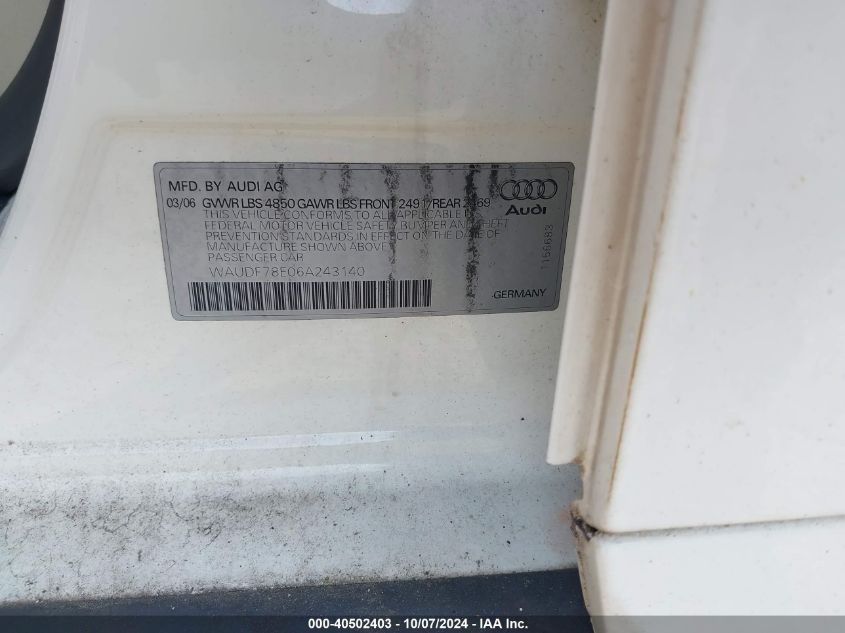 MFD. BY AUDI AG
03/06 GVWR LBS 4850 GAWR LBS FRONT 2491 REAR
THIS VEHICLE CONFORMS TO ALL APPLICABLE
FEDERAL MOTOR VEHICLE SAFETY, BUMPER AND THEFT
PREVENTION STANDARDS IN EFFECT ON THE DATE OF
MANUFACTURE SHOWN ABOVE
PASSENGER CAR
WAUDF78E06A243140
Audi
1156683
GERMANY
000-40502403 - 10/07/2024 - IAA Inc.